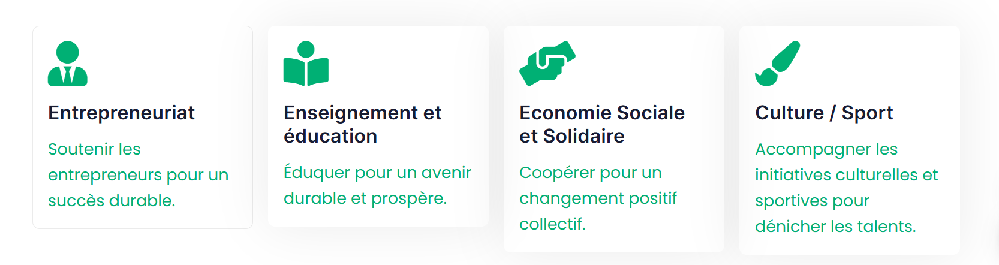 Entrepreneuriat
Soutenir les
entrepreneurs pour un
succès durable.
Enseignement et
éducation
Éduquer pour un avenir
durable et prospère.
Economie Sociale
et Solidaire
Coopérer pour un
changement positif
collectif.
Culture / Sport
Accompagner les
initiatives culturelles et
sportives pour
dénicher les talents.